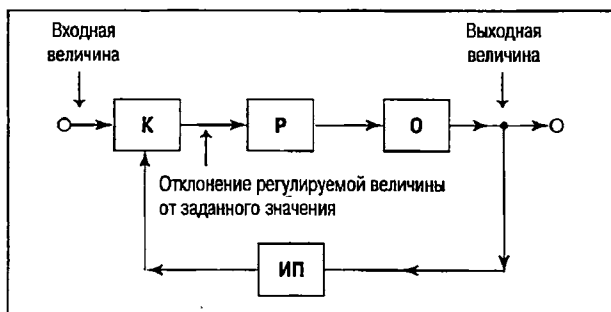 Входная
величина
Выходная
величина
К
Р
О
Отклонение регулируемой величины
от заданного значения
ИП